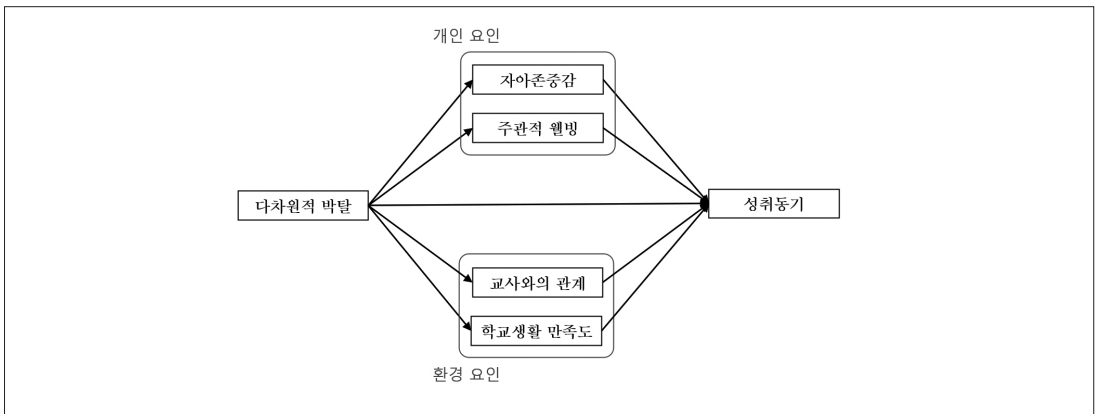 개인 요인
자아존중감
주관적 웰빙
다차원적 박탈
성취동기
교사와의 관계
학교생활 만족도
환경 요인